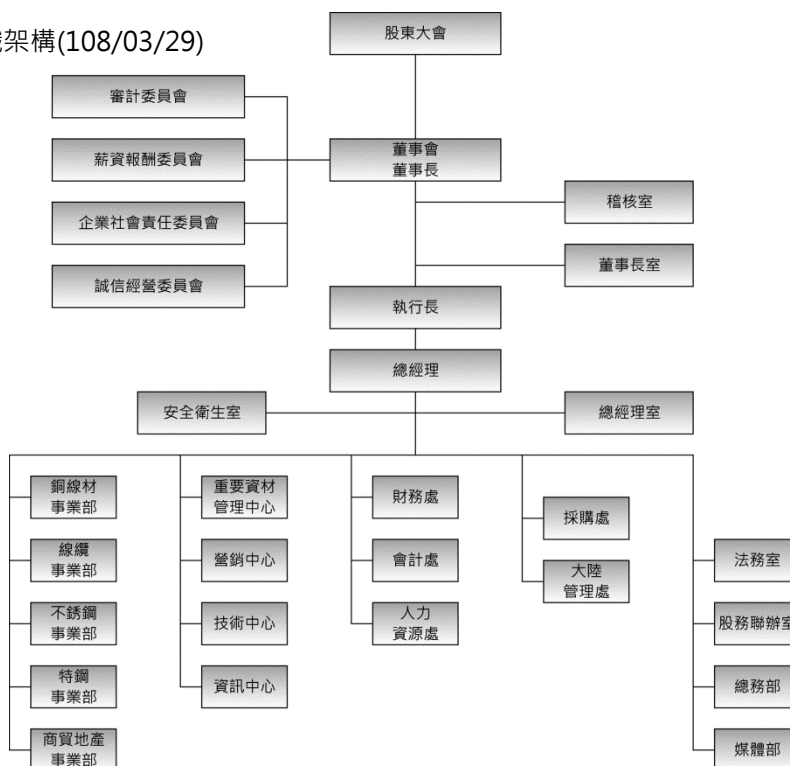 架構(108/03/29)
股東大會
審計委員會
董事會
董事長
薪資報酬委員會
稽核室
企業社會責任委員會
董事長室
誠信經營委員會
執行長
總經理
安全衛生室
總經理室
銅線材
事業部
重要資材
管理中心
財務處
採購處
線纜
事業部
營銷中心
會計處
大陸
管理處
法務室
不銹鋼
事業部
技術中心
人力
資源處
股務聯辦室
特鋼
事業部
資訊中心
總務部
商貿地產
事業部
媒體部